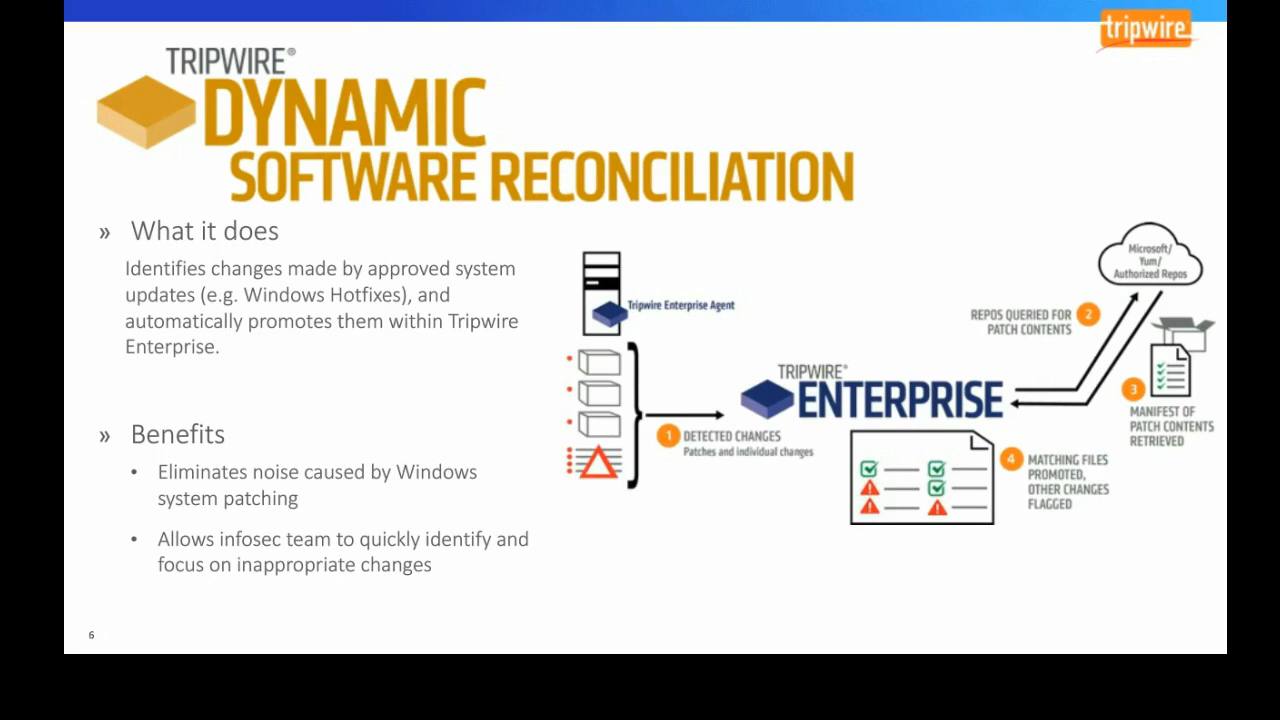 tripwire
TRIPWIRE®
DYNAMIC
SOFTWARE RECONCILIATION
» What it does
Identifies changes made by approved system
updates (e.g. Windows Hotfixes), and
automatically promotes them within Tripwire
Enterprise.
» Benefits
• Eliminates noise caused by Windows
system patching
• Allows infosec team to quickly identify and
focus on inappropriate changes
Tripwire Enterprise Agent
1 DETECTED CHANGES
Patches and individual changes
TRIPWIRE®
ENTERPRISE
REPOS QUERIED FOR
PATCH CONTENTS
2
Microsoft/
Yum/
Authorized Repos
3
MANIFEST OF
PATCH CONTENTS
RETRIEVED
4 MATCHING FILES
PROMOTED,
OTHER CHANGES
FLAGGED
6